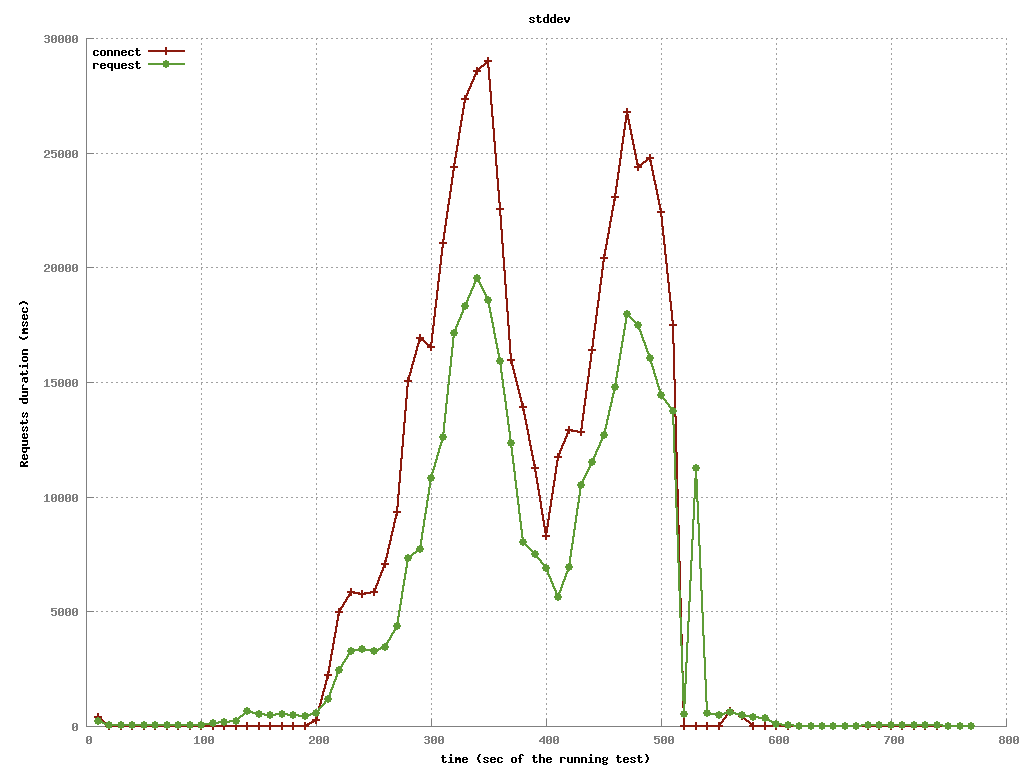 stddev
connect
request
30000
25000
20000
15000
10000
5000
0
0 100 200 300 400 500 600 700 800
Requests duration (msec)
time (sec of the running test)